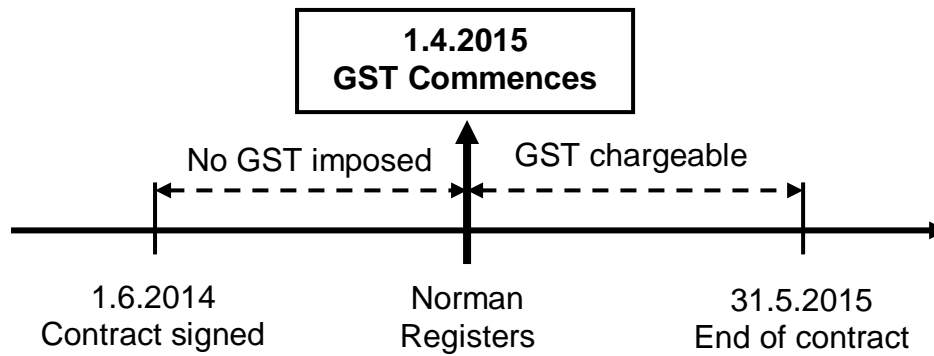 1.4.2015
GST Commences
No GST imposed
GST chargeable
1.6.2014
Contract signed
Norman
Registers
31.5.2015
End of contract